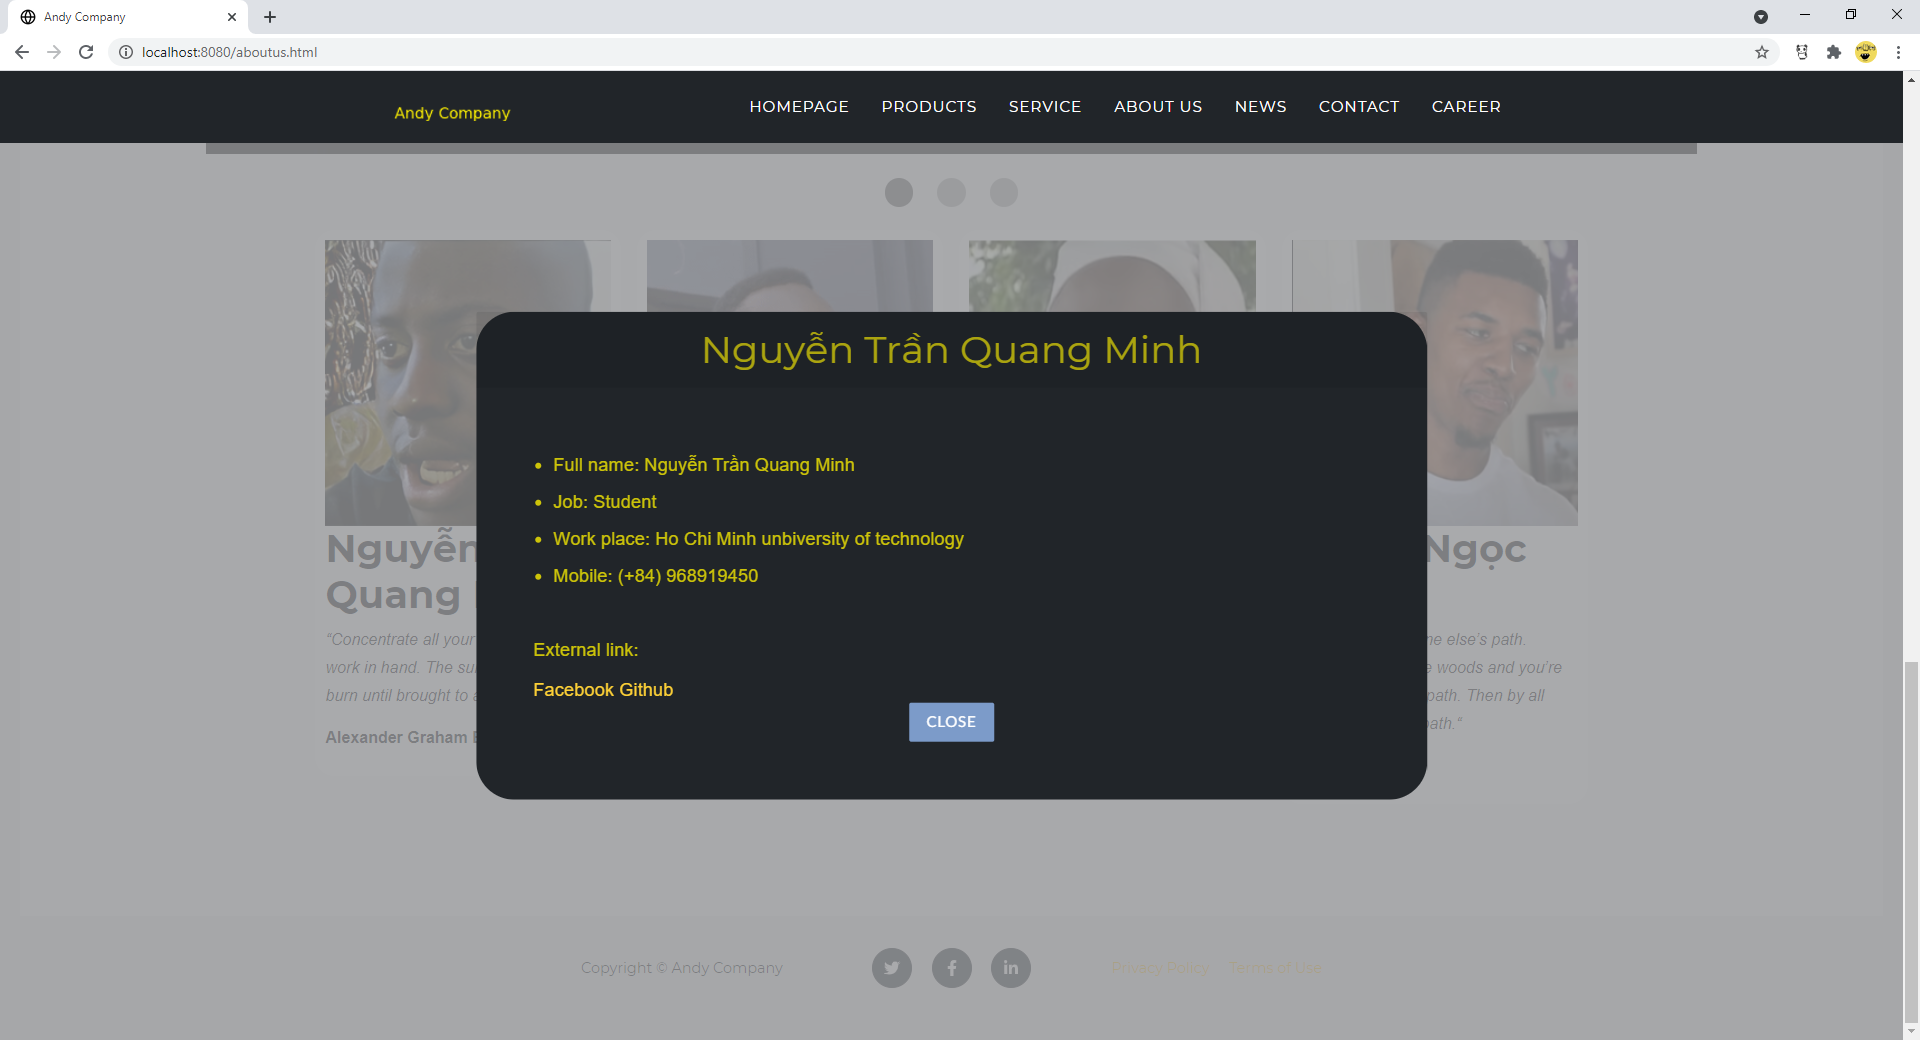 Andy Company
localhost:8080/aboutus.html
Andy Company
HOMEPAGE PRODUCTS SERVICE ABOUT US NEWS CONTACT CAREER
Nguyễn Trần Quang Minh
Full name: Nguyễn Trần Quang Minh
Job: Student
Work place: Ho Chi Minh unbiversity of technology
Mobile: (+84) 968919450
External link:
Facebook Github
CLOSE
Nguyễn
Quang
“Concentrate all your
work in hand. The
burn until brought to
Alexander Graham
Ngọc
else's path.
woods and you're
path. Then by all
path.“
Copyright © Andy Company
in
Privacy Policy Terms of Use